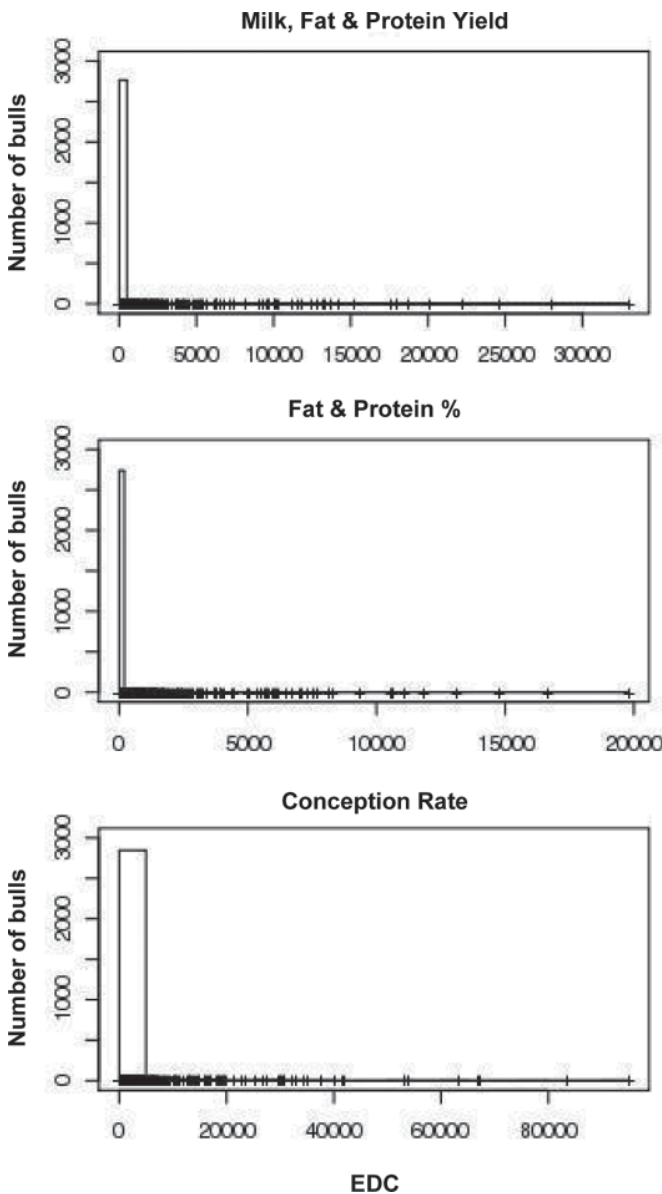 Milk, Fat & Protein Yield
Number of bulls
3000
2000
1000
0
0 5000 10000 15000 20000 25000 30000
Fat & Protein %
Number of bulls
3000
2000
1000
0
0 5000 10000 15000 20000
Conception Rate
Number of bulls
3000
2000
1000
0
0 20000 40000 60000 80000
EDC